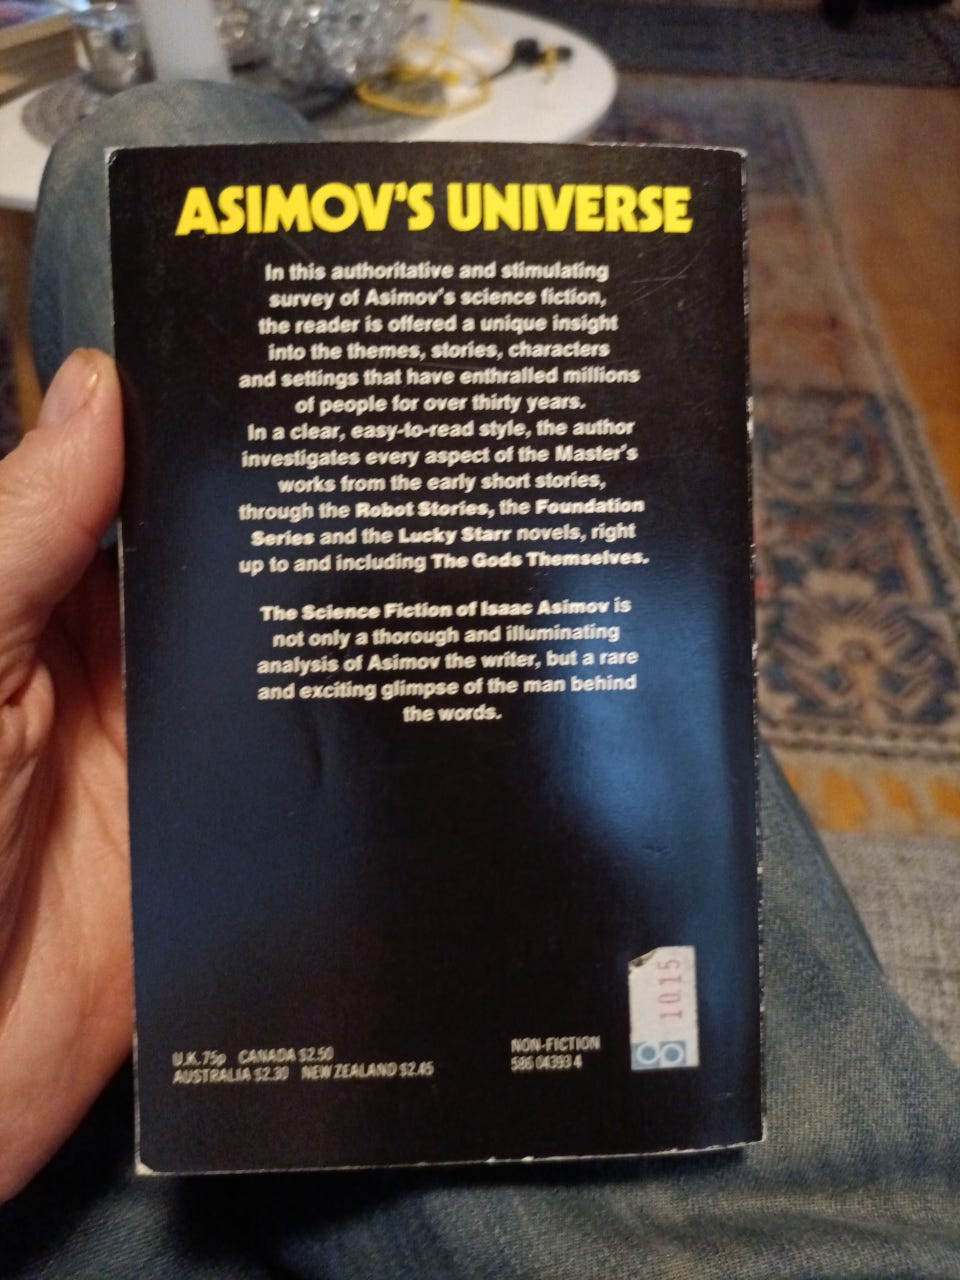 ASIMOV'S UNIVERSE
In this authoritative and stimulating
survey of Asimov's science fiction,
the reader is offered a unique insight
into the themes, stories, characters
and settings that have enthralled millions
of people for over thirty years.
In a clear, easy-to-read style, the author
investigates every aspect of the Master's
works from the early short stories,
through the Robot Stories, the Foundation
Series and the Lucky Starr novels, right
up to and including The Gods Themselves.
The Science Fiction of Isaac Asimov is
not only a thorough and illuminating
analysis of Asimov the writer, but a rare
and exciting glimpse of the man behind
the words.
1015
U.K. 75p CANADA $2.50
AUSTRALIA $2.30 NEW ZEALAND $2.45
NON-FICTION
586 04393 4